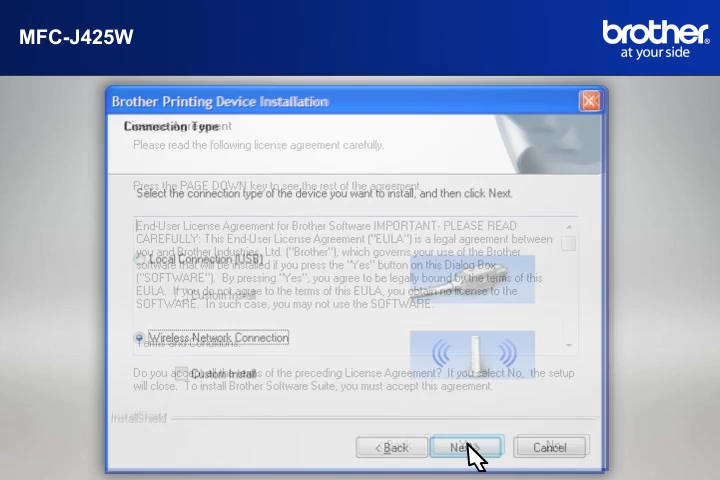 MFC-J425W
brother
at your side
Brother Printing Device Installation
License Agreement
Connection Type
Please read the following license agreement carefully.
Press the PAGE DOWN key to see the rest of the agreement.
Select the connection type of the device you want to install, and then click Next.
End-User License Agreement for Brother Software IMPORTANT- PLEASE READ
CAREFULLY: This End-User License Agreement ("EULA") is a legal agreement between
you and Brother Industries, Ltd. ("Brother"), which governs your use of the Brother
Local Connection (USB)
software that will be installed if you press the "Yes" button on this Dialog Box
("SOFTWARE"). By pressing "Yes", you agree to be legally bound by the terms of this
EULA. If you do not agree to the terms of this EULA, you obtain no license to the
Custom Install
SOFTWARE. In such case, you may not use the SOFTWARE.
Wireless Network Connection
Terms and Conditions.
Do you accept all the terms of the preceding License Agreement? If you select No, the setup
Custom Install
will close. To install Brother Software Suite, you must accept this agreement.
InstallShield
< Back
Next >
Cancel
No